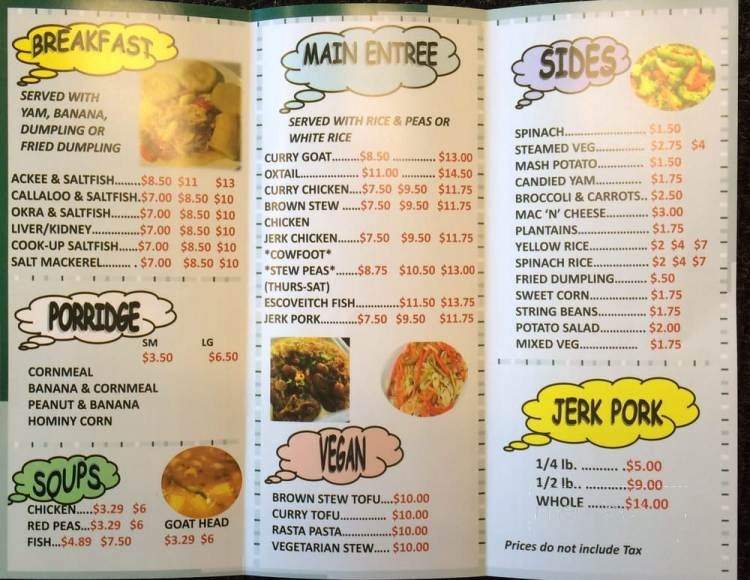 BREAKFAST
SERVED WITH
YAM, BANANA,
DUMPLING OR
FRIED DUMPLING
ACKEE & SALTFISH........$8.50 $11 $13
CALLALOO & SALTFISH.$7.00 $8.50 $10
OKRA & SALTFISH......$7.00 $8.50 $10
LIVER/KIDNEY..........$7.00 $8.50 $10
COOK-UP SALTFISH.....$7.00 $8.50 $10
SALT MACKEREL........ . $7.00 $8.50 $10
PORRIDGE
SM LG
$3.50 $6.50
CORNMEAL
BANANA & CORNMEAL
PEANUT & BANANA
HOMINY CORN
SOUPS
CHICKEN.....$3.29 $6
RED PEAS...$3.29 $6
FISH...$4.89 $7.50
GOAT HEAD
$3.29 $6
MAIN ENTREE
SERVED WITH RICE & PEAS OR
WHITE RICE
CURRY GOAT........$8.50 .............. $13.00
OXTAIL............... $11.00 .............. $14.50
CURRY CHICKEN....$7.50 $9.50 $11.75
BROWN STEW ......$7.50 $9.50 $11.75
CHICKEN
JERK CHICKEN......$7.50 $9.50 $11.75
*COWFOOT*
*STEW PEAS*.......$8.75 $10.50 $13.00
(THURS-SAT)
ESCOVEITCH FISH............$11.50 $13.75
JERK PORK............$7.50 $9.50 $11.75
VEGAN
BROWN STEW TOFU....$10.00
CURRY TOFU............. $10.00
RASTA PASTA............. $10.00
VEGETARIAN STEW..... $10.00
SIDES
SPINACH...................... $1.50
STEAMED VEG.............. $2.75 $4
MASH POTATO............. $1.50
CANDIED YAM............. $1.75
BROCCOLI & CARROTS.. $2.50
MAC 'N' CHEESE........... $3.00
PLANTAINS................... $1.75
YELLOW RICE................ $2 $4 $7
SPINACH RICE............... $2 $4 $7
FRIED DUMPLING........ $.50
SWEET CORN............... $1.75
STRING BEANS............. $1.75
POTATO SALAD............ $2.00
MIXED VEG.................. $1.75
JERK PORK
1/4 lb. .......... .$5.00
1/2 lb.. ...........$9.00
WHOLE ..........$14.00
Prices do not include Tax